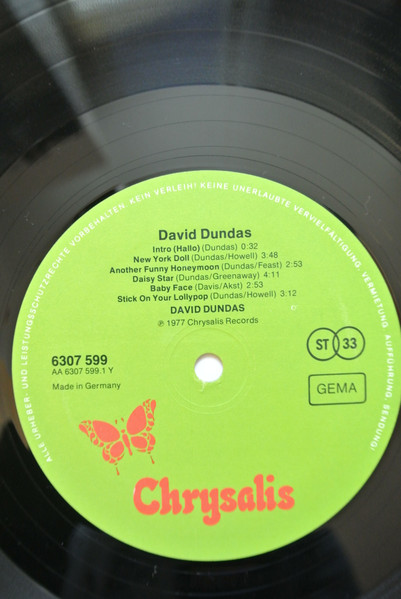 ALLE URHEBER- UND LEISTUNGSSCHUTZRECHTE VORBEHALTEN. KEIN VERLEIH! KEINE UNERLAUBTE VERVIELFÄLTIGUNG, VERMIETUNG, AUFFÜHRUNG, SENDUNG!
David Dundas
Intro (Hallo) (Dundas) 0:32
New York Doll (Dundas/Howell) 3:48
Another Funny Honeymoon (Dundas/Feast) 2:53
Daisy Star (Dundas/Greenaway) 4:11
Baby Face (Davis/Akst) 2:53
Stick On Your Lollypop (Dundas/Howell) 3:12
DAVID DUNDAS
℗ 1977 Chrysalis Records
ST 33
6307 599
AA 6307 599.1 Y
Made in Germany
GEMA
Chrysalis